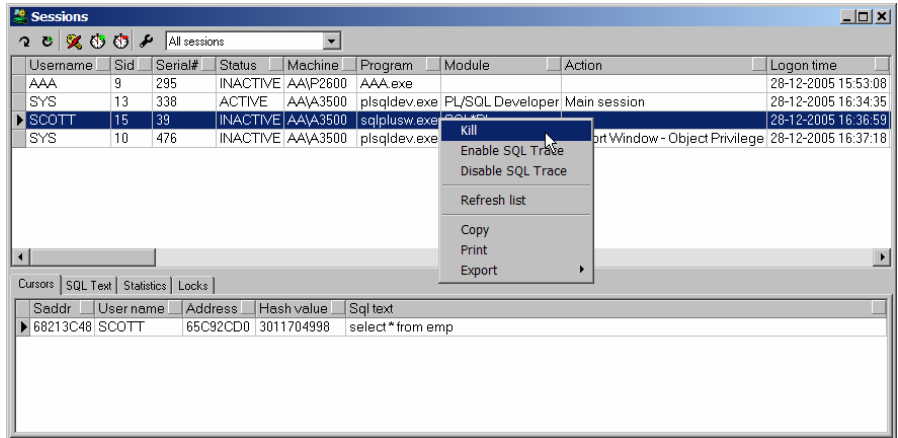 Sessions
All sessions
Username Sid Serial# Status Machine Program Module Action Logon time
AAA 9 295 INACTIVE AA\P2600 AAA.exe 28-12-2005 15:53:08
SYS 13 338 ACTIVE AA\A3500 plsqldev.exe PL/SQL Developer Main session 28-12-2005 16:34:35
SCOTT 15 39 INACTIVE AA\A3500 sqlplusw.exe 28-12-2005 16:36:59
SYS 10 476 INACTIVE AA\A3500 plsqldev.exe ort Window - Object Privilege 28-12-2005 16:37:18
Kill
Enable SQL Trace
Disable SQL Trace
Refresh list
Copy
Print
Export
Cursors SQL Text Statistics Locks
Saddr User name Address Hash value Sql text
68213C48 SCOTT 65C92CD0 3011704998 select * from emp